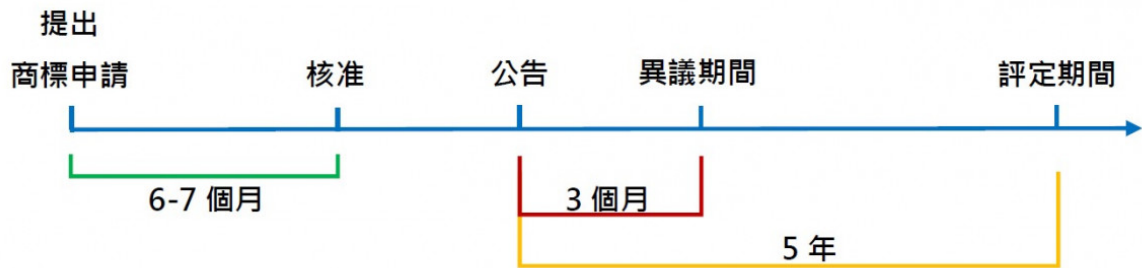 提出
商標申請
核准
公告
異議期間
評定期間
6-7 個月
3 個月
5 年